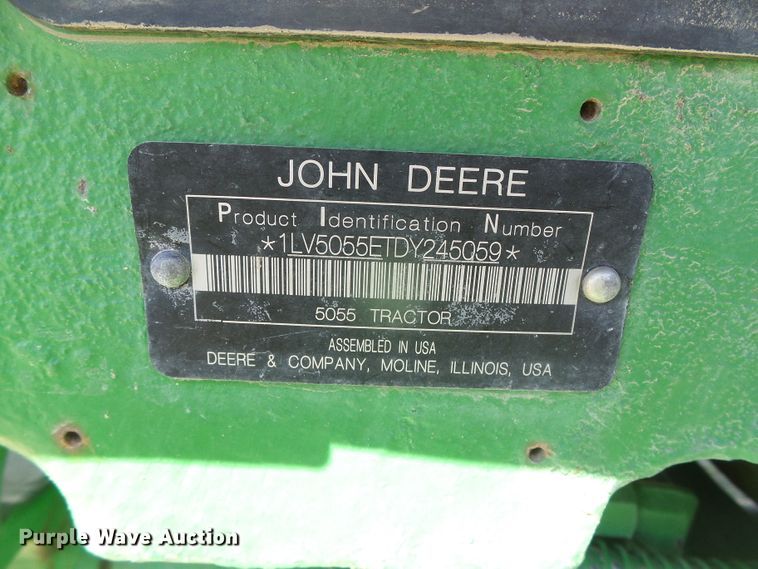 JOHN DEERE
Product Identification Number
*1LV5055ETDY245059*
5055 TRACTOR
ASSEMBLED IN USA
DEERE & COMPANY, MOLINE, ILLINOIS, USA
Purple Wave Auction